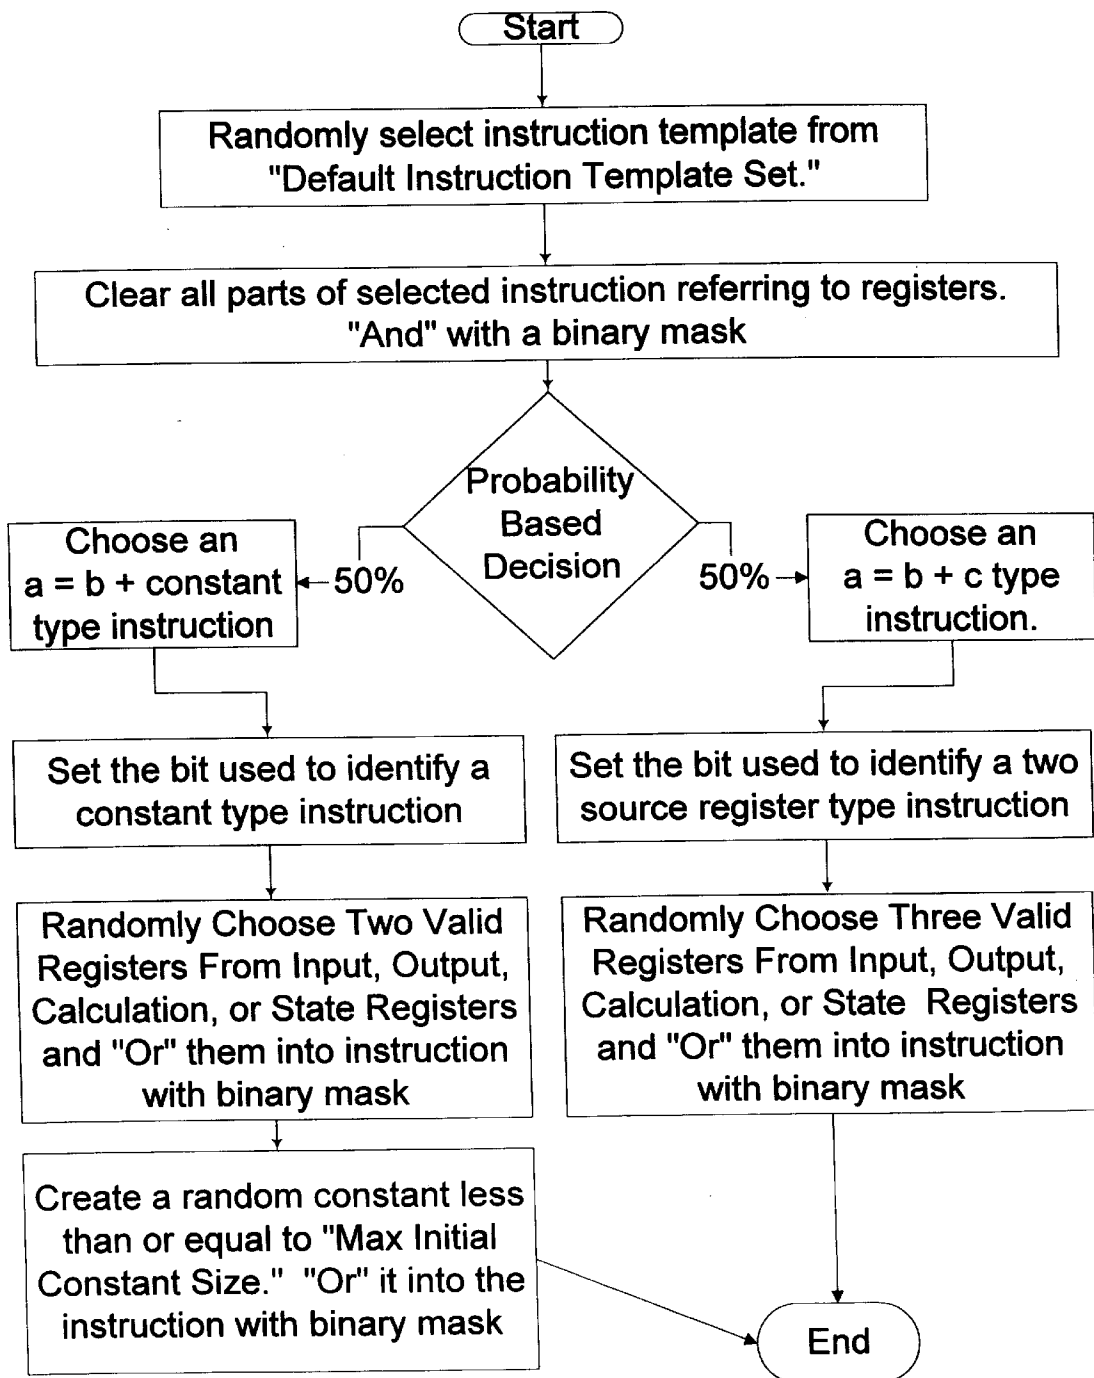 Start
Randomly select instruction template from
"Default Instruction Template Set."
Clear all parts of selected instruction referring to registers.
"And" with a binary mask
Probability
Based
Decision
50%
50%
Choose an
a = b + constant
type instruction
Choose an
a = b + c type
instruction.
Set the bit used to identify a
constant type instruction
Set the bit used to identify a two
source register type instruction
Randomly Choose Two Valid
Registers From Input, Output,
Calculation, or State Registers
and "Or" them into instruction
with binary mask
Randomly Choose Three Valid
Registers From Input, Output,
Calculation, or State Registers
and "Or" them into instruction
with binary mask
Create a random constant less
than or equal to "Max Initial
Constant Size." "Or" it into the
instruction with binary mask
End